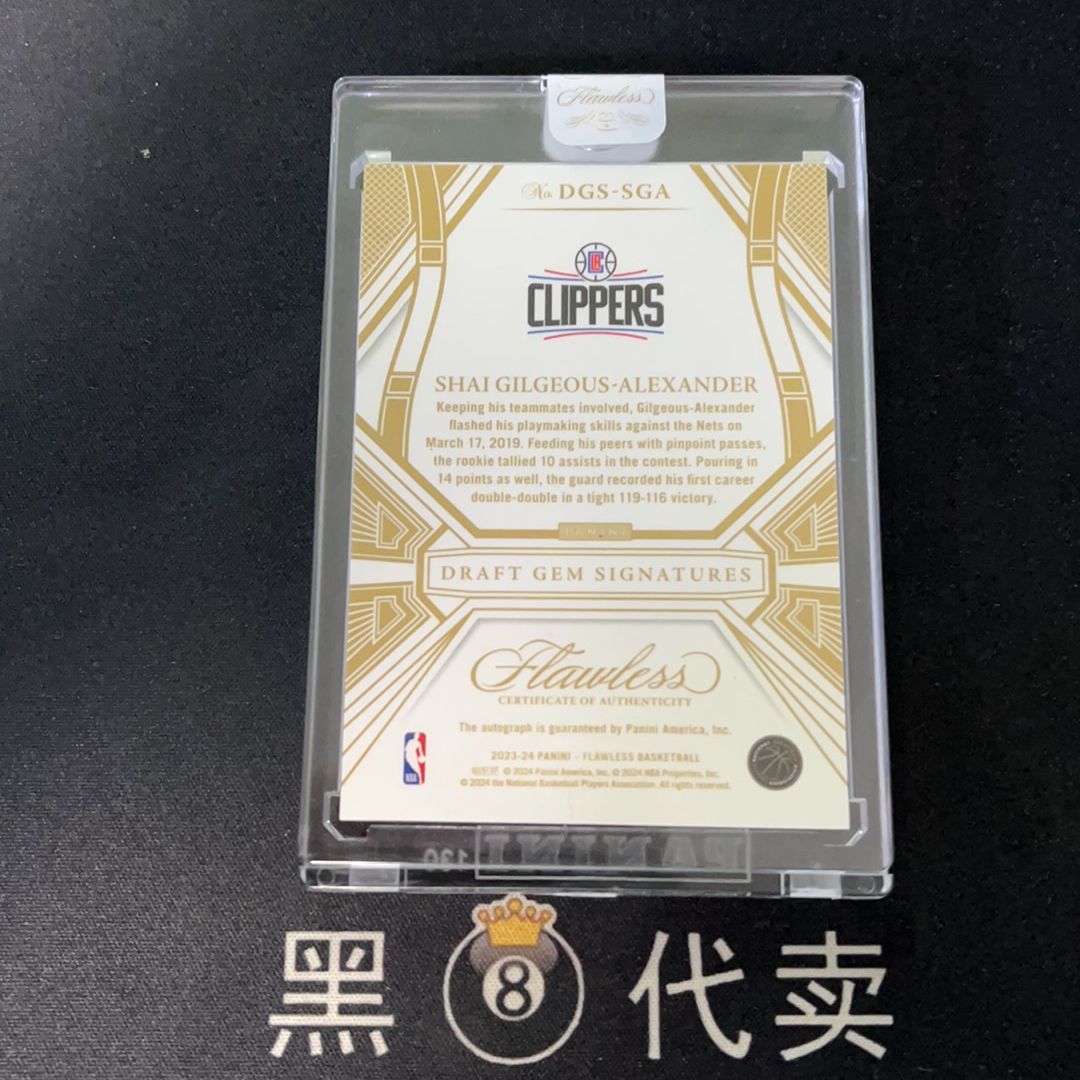 Flawless
No. DGS-SGA
LA
CLIPPERS
SHAI GILGEOUS-ALEXANDER
Keeping his teammates involved, Gilgeous-Alexander
flashed his playmaking skills against the Nets on
March 17, 2019. Feeding his peers with pinpoint passes,
the rookie tallied 10 assists in the contest. Pouring in
14 points as well, the guard recorded his first career
double-double in a tight 119-116 victory.
PANINI
DRAFT GEM SIGNATURES
Flawless
CERTIFICATE OF AUTHENTICITY
The autograph is guaranteed by Panini America, Inc.
2023-24 PANINI - FLAWLESS BASKETBALL
© 2024 Panini America, Inc. © 2024 NBA Properties, Inc.
© 2024 the National Basketball Players Association. All rights reserved.
NBA
PANINI 130
黑8代卖